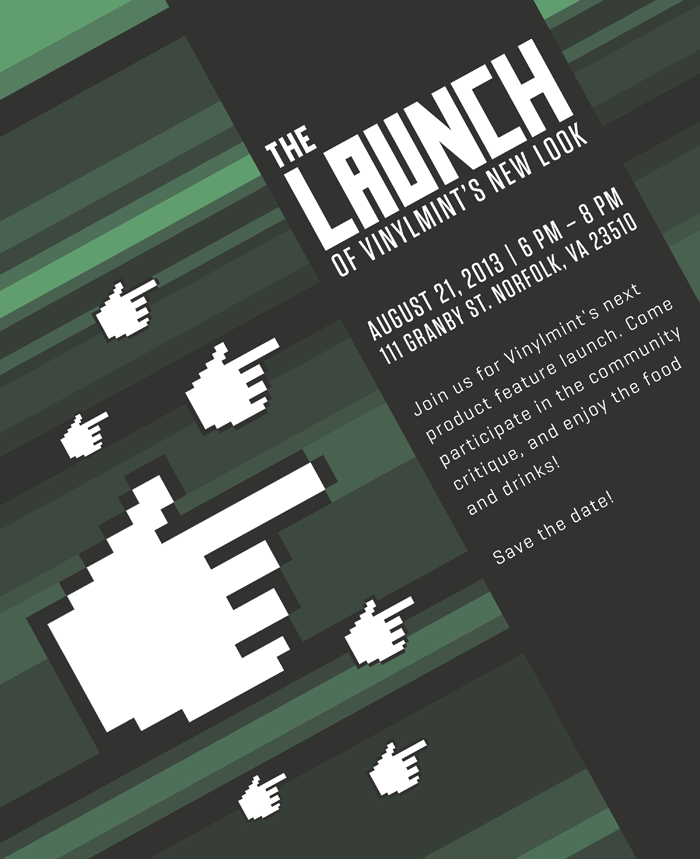 THE
LAUNCH
OF VINYLMINT'S NEW LOOK
AUGUST 21, 2013 | 6 PM – 8 PM
111 GRANBY ST. NORFOLK, VA 23510
Join us for Vinylmint's next
product feature launch. Come
participate in the community
critique, and enjoy the food
and drinks!
Save the date!